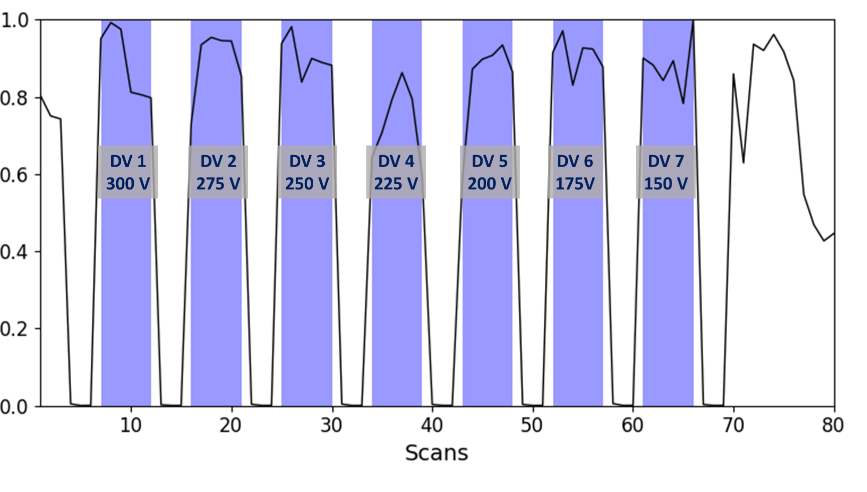 1.0
0.8
0.6
0.4
0.2
0.0
DV 1
300 V
DV 2
275 V
DV 3
250 V
DV 4
225 V
DV 5
200 V
DV 6
175V
DV 7
150 V
10 20 30 40 50 60 70 80
Scans